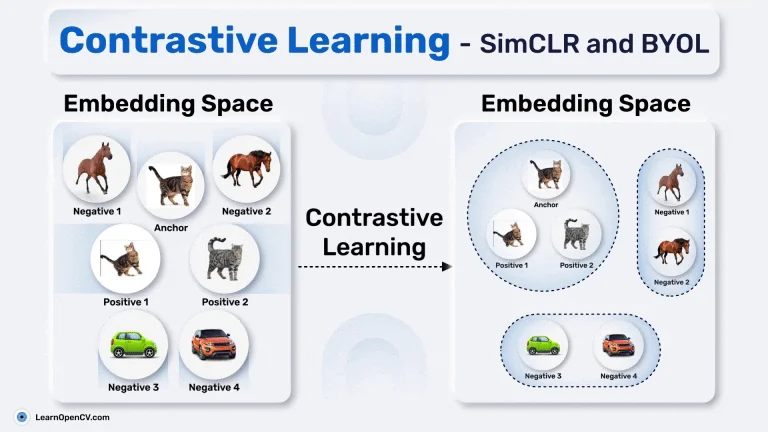 Contrastive Learning - SimCLR and BYOL
Embedding Space
Negative 1
Anchor
Negative 2
Positive 1
Positive 2
Negative 3
Negative 4
Contrastive
Learning
Embedding Space
Anchor
Positive 1
Positive 2
Negative 1
Negative 2
Negative 3
Negative 4
LearnOpenCV.com